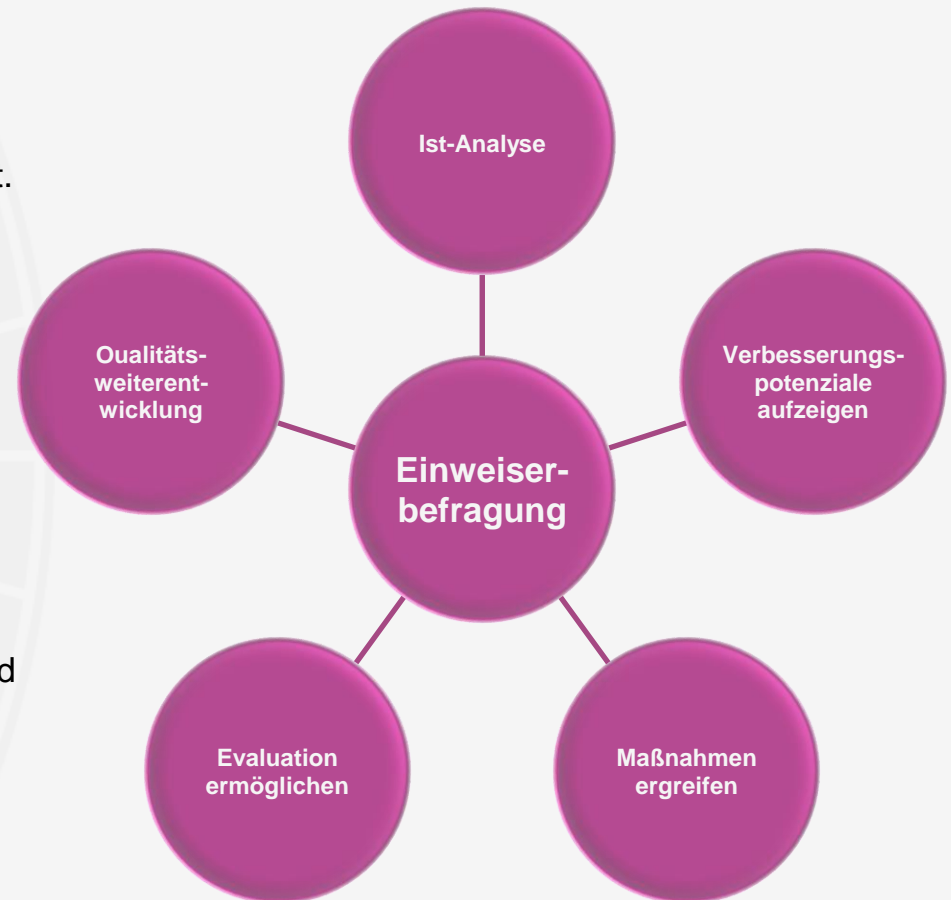 Ist-Analyse
t.
Oualitäts-
weiterent-
wicklung
Verbesserungs-
potenziale
aufzeigen
Einweiser-
befragung
d
Evaluation
ermöglichen
Maßnahmen
ergreifen